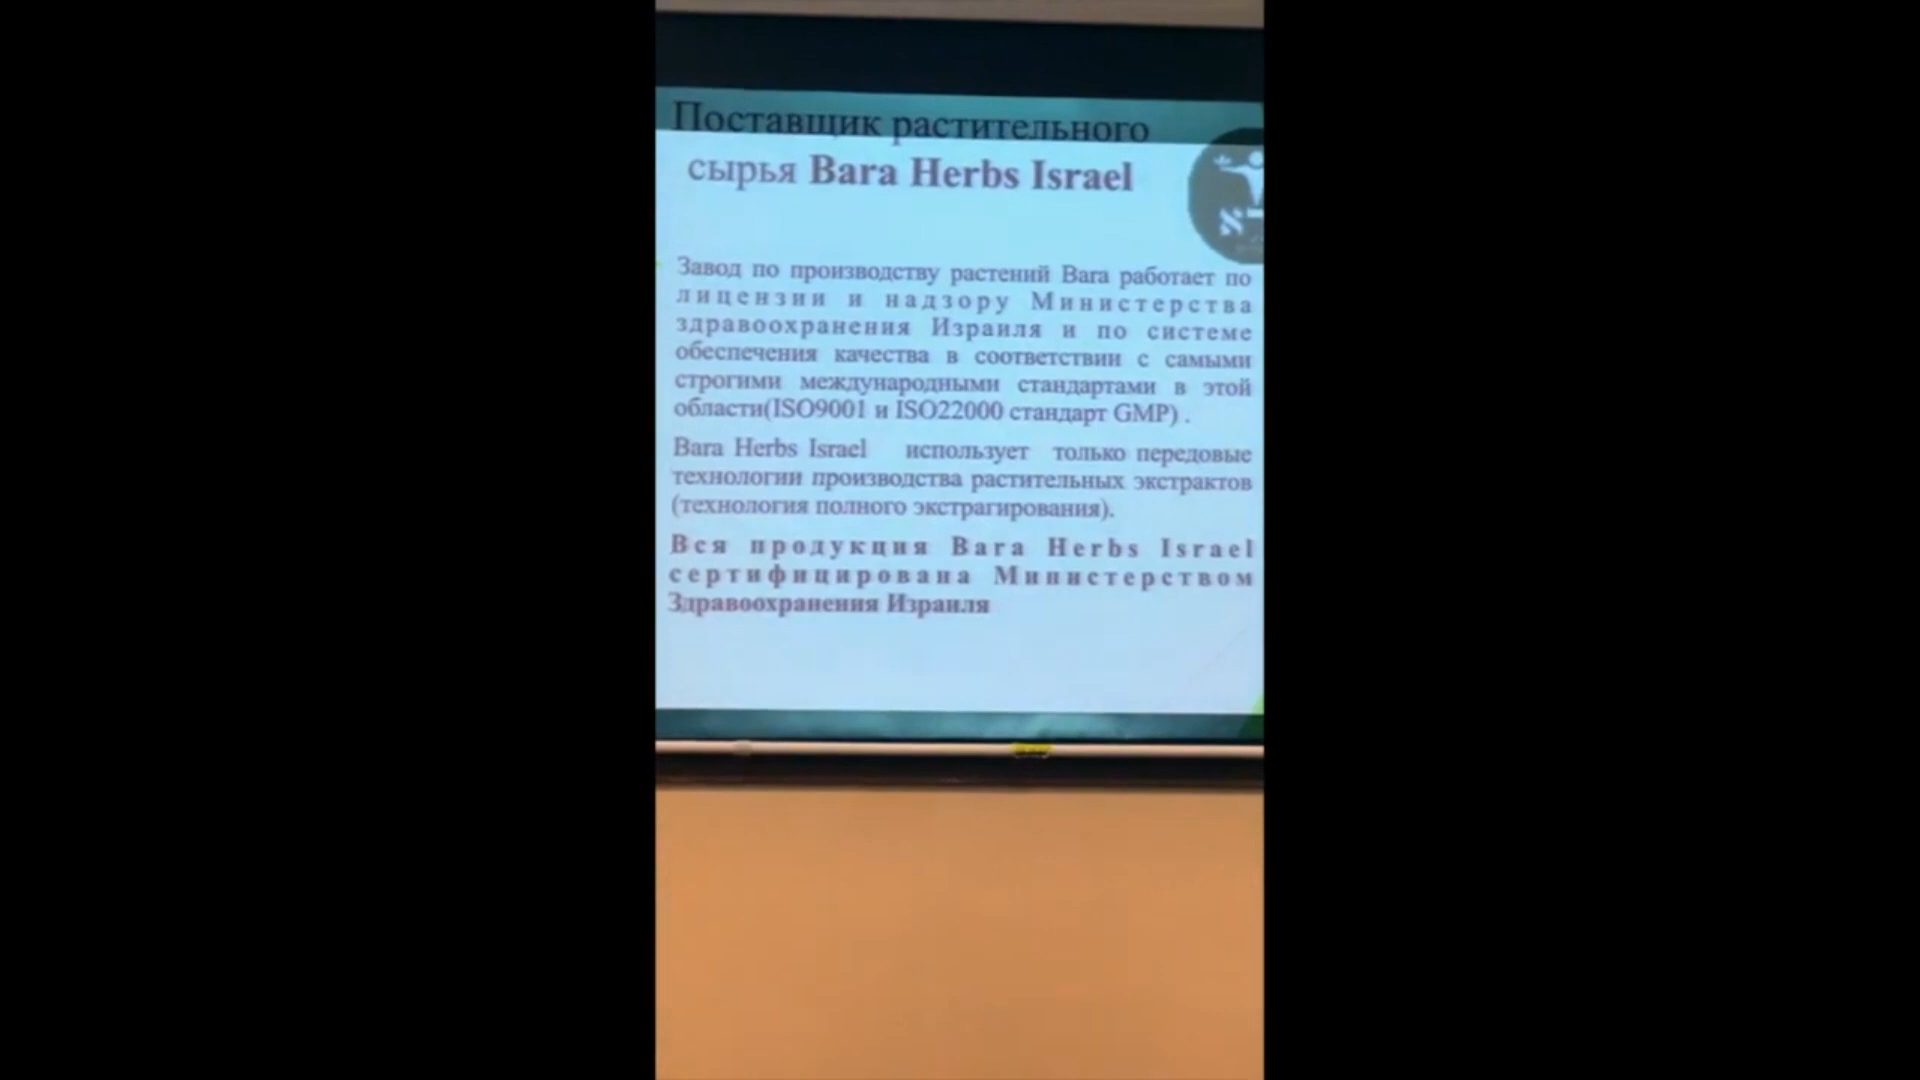 Поставщик растительного
сырья Bara Herbs Israel
Завод по производству растений Bara работает по
лицензии и надзору Министерства
здравоохранения Израиля и по системе
обеспечения качества в соответствии с самыми
строгими международными стандартами в этой
области(ISO9001 и ISO22000 стандарт GMP) .
Bara Herbs Israel использует только передовые
технологии производства растительных экстрактов
(технология полного экстрагирования).
Вся продукция Bara Herbs Israel
сертифицирована Министерством
Здравоохранения Израиля